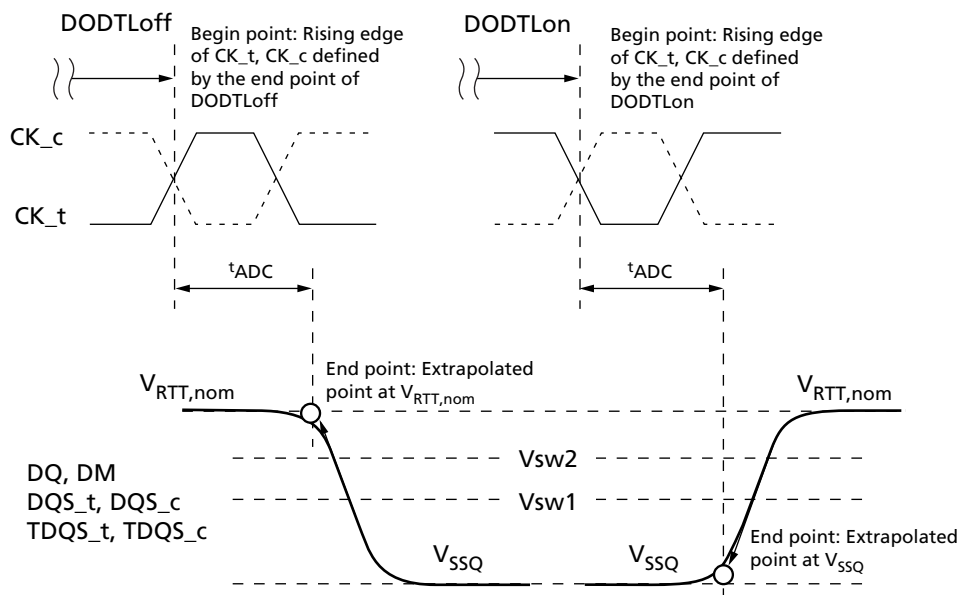 DODTLoff
Begin point: Rising edge
of CK_t, CK_c defined
by the end point of
DODTLoff
DODTLon
Begin point: Rising edge
of CK_t, CK_c defined
by the end point of
DODTLon
CK_c
CK_t
tADC
tADC
End point: Extrapolated
point at VRTT,nom
VRTT,nom
VRTT,nom
Vsw2
Vsw1
DQ, DM
DQS_t, DQS_c
TDQS_t, TDQS_c
VSSQ
VSSQ
End point: Extrapolated
point at VSSQ